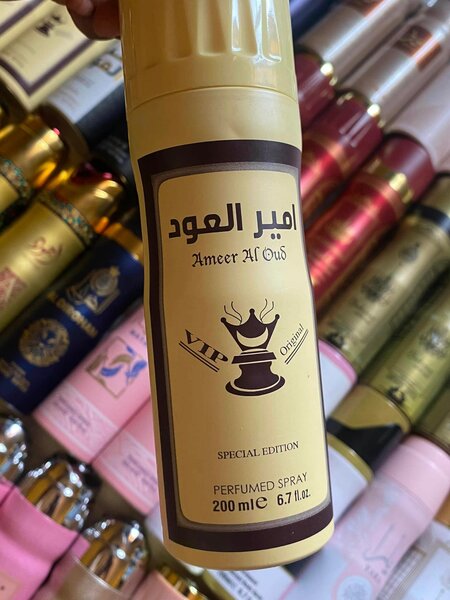 امير العود
Ameer Al Oud
VIP
Original
SPECIAL EDITION
PERFUMED SPRAY
200 ml e 6.7 fl.oz.